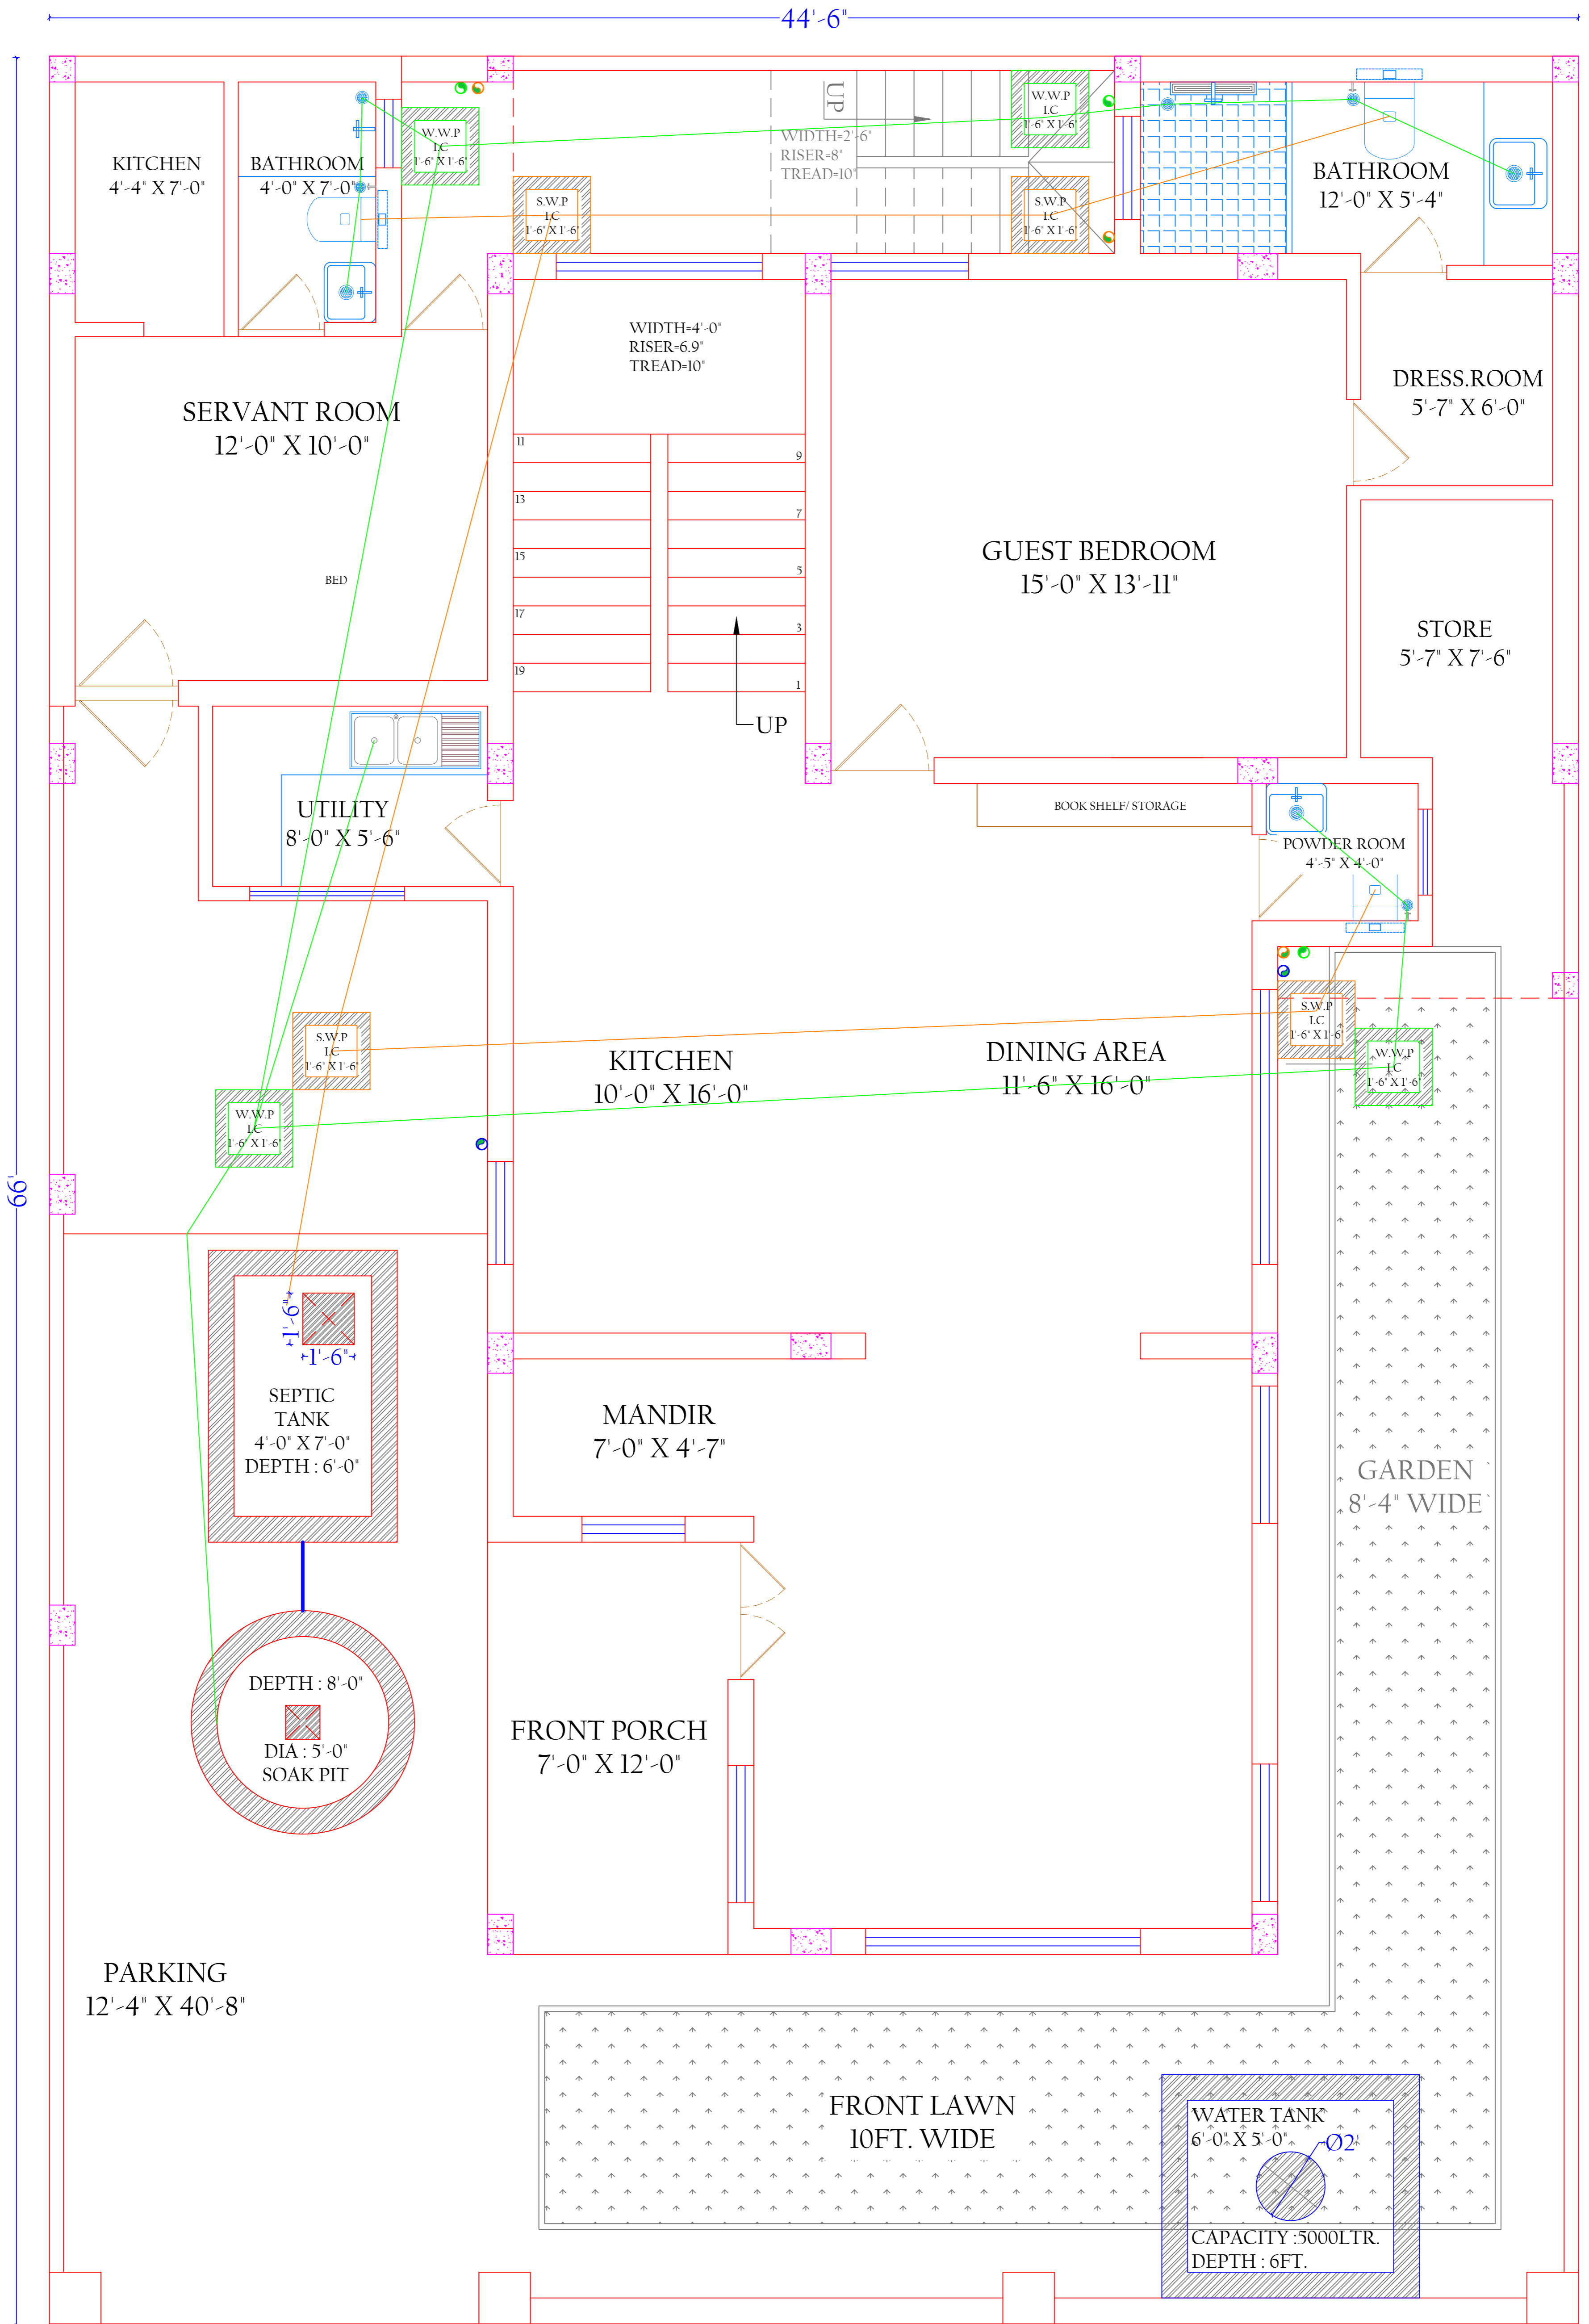 44'-6"
66'
KITCHEN
4'-4" X 7'-0"
BATHROOM
4'-0" X 7'-0"
W.W.P
I.C
1'-6" X 1'-6"
S.W.P
I.C
1'-6" X 1'-6"
UP
WIDTH=2'-6"
RISER=8"
TREAD=10"
W.W.P
I.C
1'-6" X 1'-6"
S.W.P
I.C
1'-6" X 1'-6"
BATHROOM
12'-0" X 5'-4"
WIDTH=4'-0"
RISER=6.9"
TREAD=10"
DRESS.ROOM
5'-7" X 6'-0"
SERVANT ROOM
12'-0" X 10'-0"
BED
11
13
15
17
19
9
7
5
3
1
UP
GUEST BEDROOM
15'-0" X 13'-11"
STORE
5'-7" X 7'-6"
UTILITY
8'-0" X 5'-6"
BOOK SHELF/ STORAGE
POWDER ROOM
4'-5" X 4'-0"
S.W.P
I.C
1'-6" X 1'-6"
W.W.P
I.C
1'-6" X 1'-6"
S.W.P
I.C
1'-6" X 1'-6"
W.W.P
I.C
1'-6" X 1'-6"
KITCHEN
10'-0" X 16'-0"
DINING AREA
11'-6" X 16'-0"
1'-6"
1'-6"
SEPTIC
TANK
4'-0" X 7'-0"
DEPTH : 6'-0"
MANDIR
7'-0" X 4'-7"
GARDEN
8'-4" WIDE
DEPTH : 8'-0"
DIA : 5'-0"
SOAK PIT
FRONT PORCH
7'-0" X 12'-0"
PARKING
12'-4" X 40'-8"
FRONT LAWN
10FT. WIDE
WATER TANK
6'-0" X 5'-0"
Ø2'
CAPACITY :5000LTR.
DEPTH : 6FT.